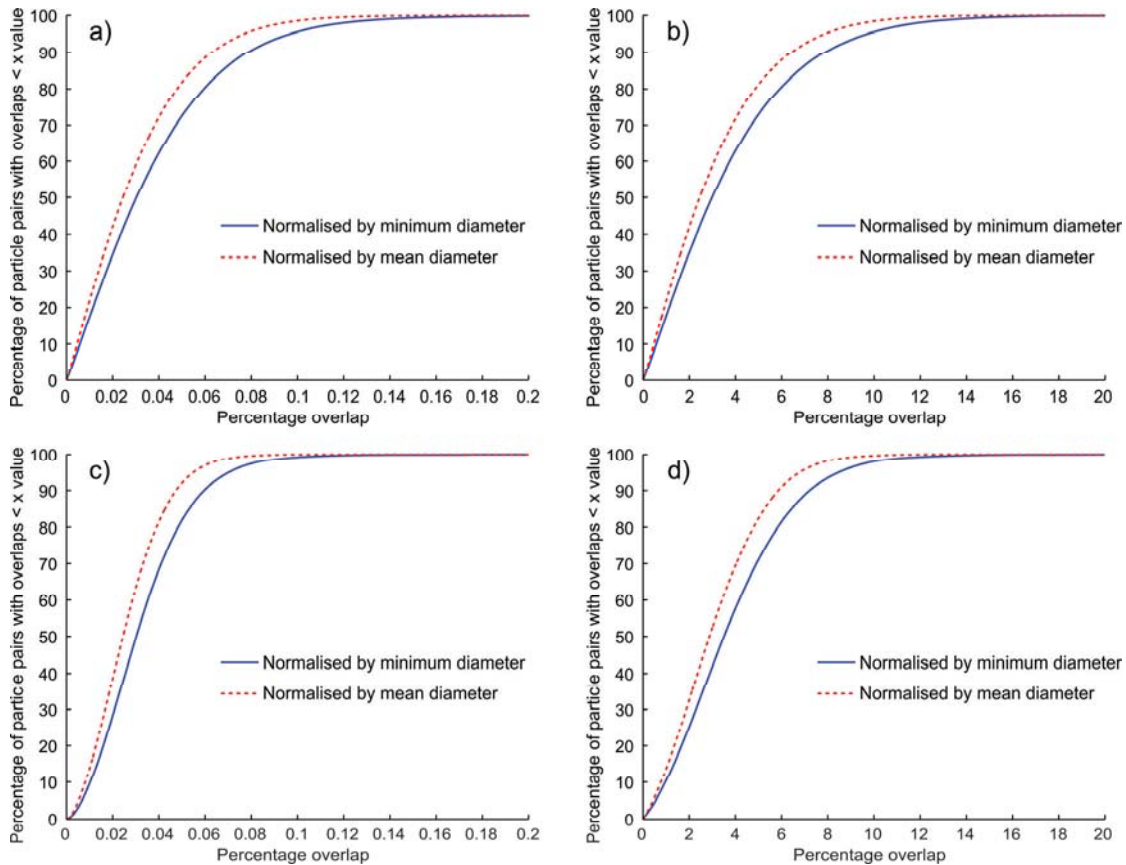 a)
Percentage of particle pairs with overlaps < x value
100
90
80
70
60
50
40
30
20
10
0
Normalised by minimum diameter
Normalised by mean diameter
0 0.02 0.04 0.06 0.08 0.1 0.12 0.14 0.16 0.18 0.2
Percentage overlap
b)
Percentage of particle pairs with overlaps < x value
100
90
80
70
60
50
40
30
20
10
0
Normalised by minimum diameter
Normalised by mean diameter
0 2 4 6 8 10 12 14 16 18 20
Percentage overlap
c)
Percentage of partice pairs with overlaps < x value
100
90
80
70
60
50
40
30
20
10
0
Normalised by minimum diameter
Normalised by mean diameter
0 0.02 0.04 0.06 0.08 0.1 0.12 0.14 0.16 0.18 0.2
Percentage overlap
d)
Percentage of particle pairs with overlaps < x value
100
90
80
70
60
50
40
30
20
10
0
Normalised by minimum diameter
Normalised by mean diameter
0 2 4 6 8 10 12 14 16 18 20
Percentage overlap